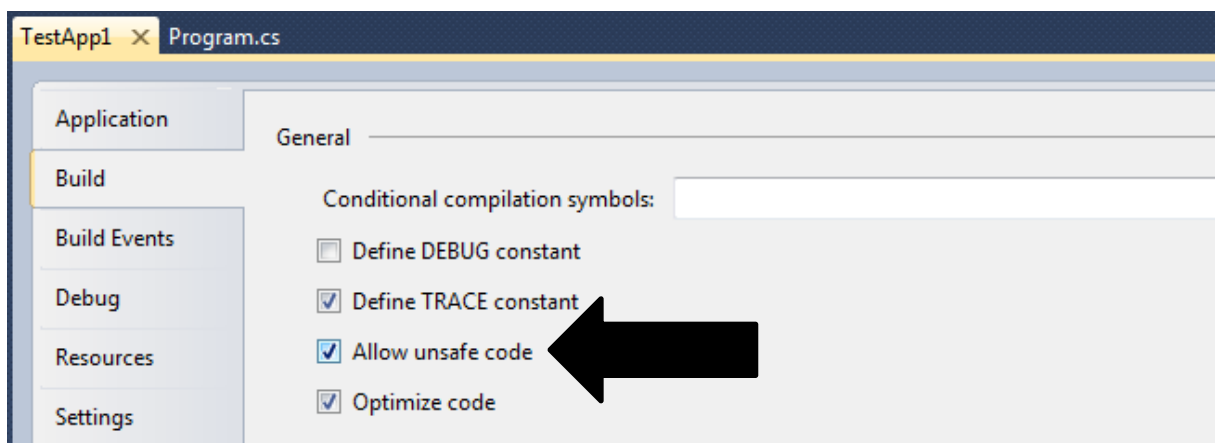 TestApp1 Program.cs
Application
Build
Build Events
Debug
Resources
Settings
General
Conditional compilation symbols:
Define DEBUG constant
Define TRACE constant
Allow unsafe code
Optimize code